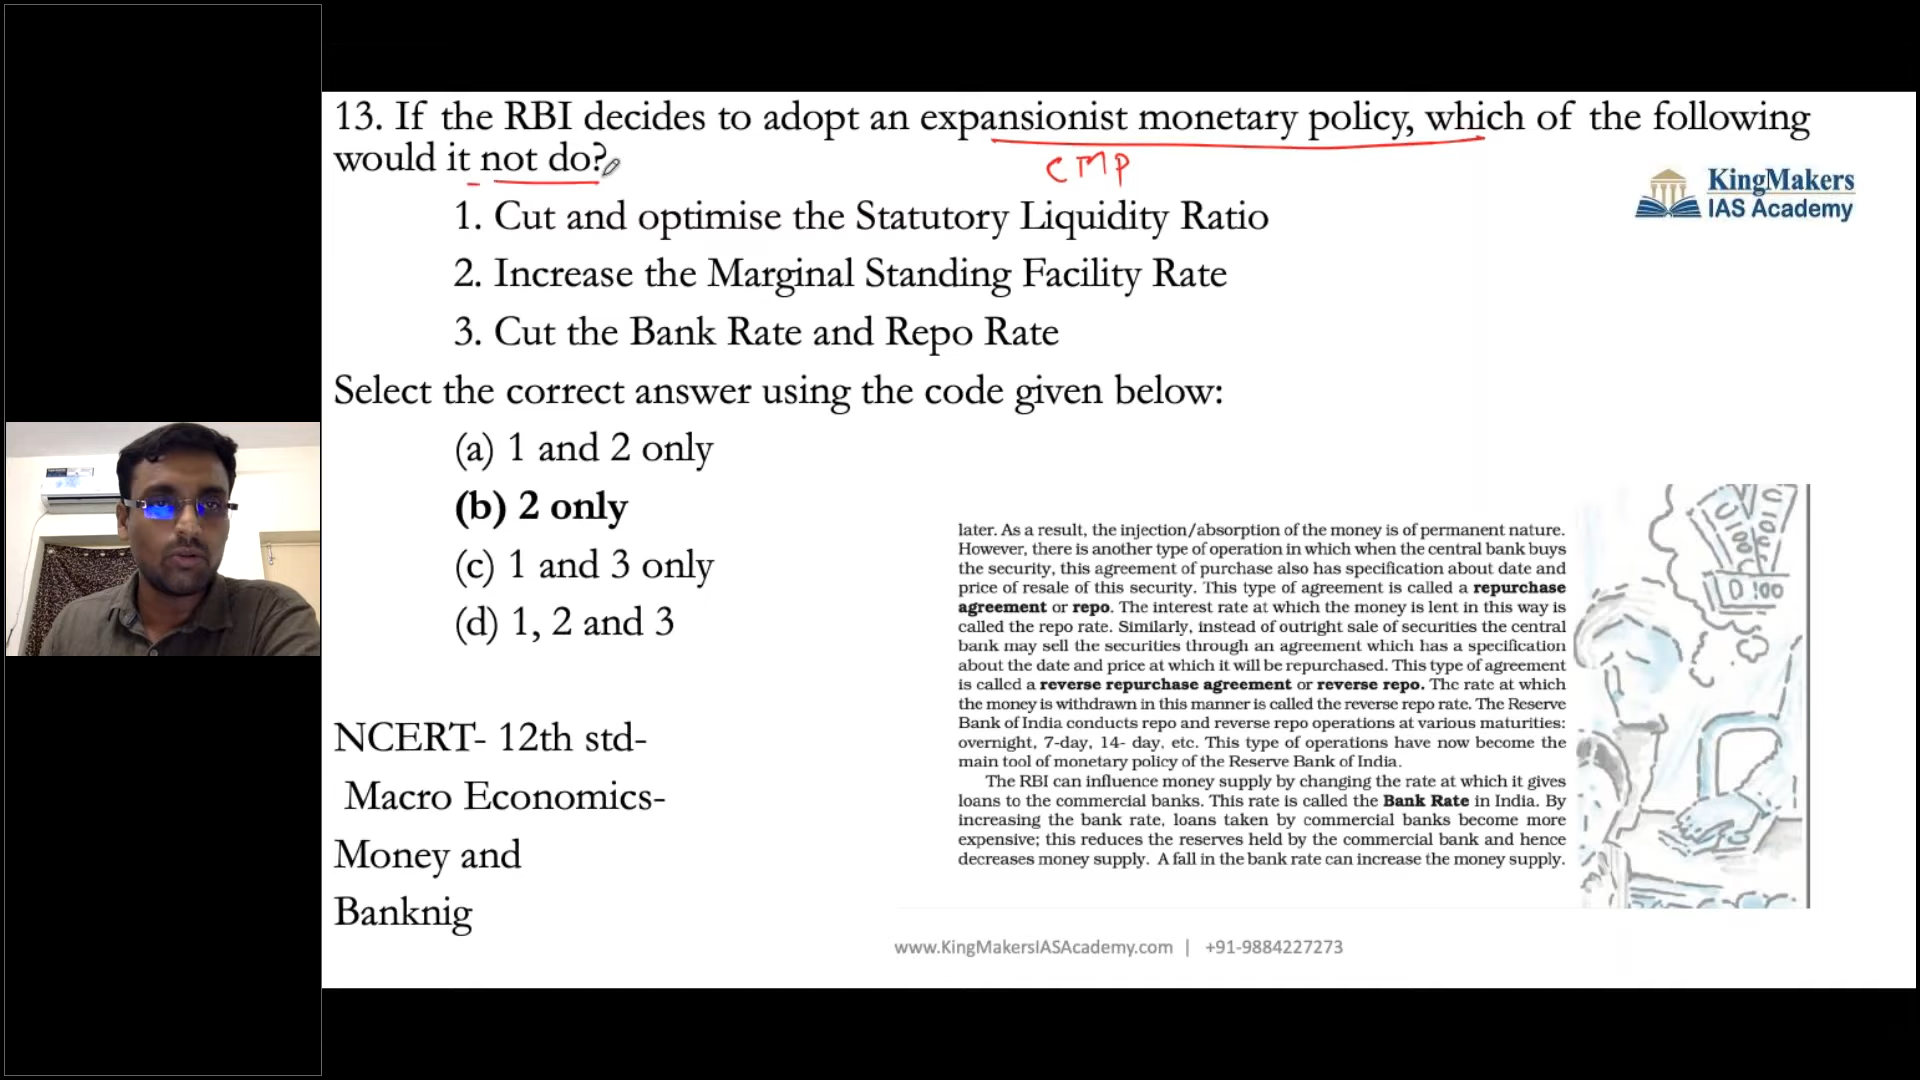 13. If the RBI decides to adopt an expansionist monetary policy, which of the following
would it not do?
CMP
KingMakers
IAS Academy
1. Cut and optimise the Statutory Liquidity Ratio
2. Increase the Marginal Standing Facility Rate
3. Cut the Bank Rate and Repo Rate
Select the correct answer using the code given below:
(a) 1 and 2 only
(b) 2 only
(c) 1 and 3 only
(d) 1, 2 and 3
NCERT- 12th std-
Macro Economics-
Money and
Banknig
later. As a result, the injection/absorption of the money is of permanent nature.
However, there is another type of operation in which when the central bank buys
the security, this agreement of purchase also has specification about date and
price of resale of this security. This type of agreement is called a repurchase
agreement or repo. The interest rate at which the money is lent in this way is
called the repo rate. Similarly, instead of outright sale of securities the central
bank may sell the securities through an agreement which has a specification
about the date and price at which it will be repurchased. This type of agreement
is called a reverse repurchase agreement or reverse repo. The rate at which
the money is withdrawn in this manner is called the reverse repo rate. The Reserve
Bank of India conducts repo and reverse repo operations at various maturities:
overnight, 7-day, 14- day, etc. This type of operations have now become the
main tool of monetary policy of the Reserve Bank of India.
The RBI can influence money supply by changing the rate at which it gives
loans to the commercial banks. This rate is called the Bank Rate in India. By
increasing the bank rate, loans taken by commercial banks become more
expensive; this reduces the reserves held by the commercial bank and hence
decreases money supply. A fall in the bank rate can increase the money supply.
www.KingMakersIASAcademy.com | +91-9884227273